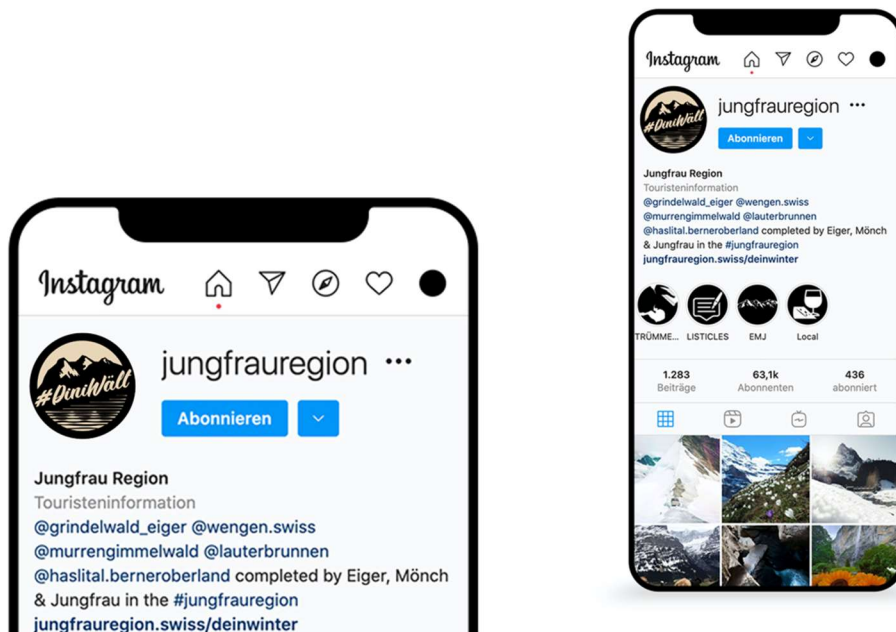 Instagram
#DiniWält
jungfrauregion
Abonnieren
Jungfrau Region
Touristeninformation
@grindelwald_eiger @wengen.swiss
@murrengimmelwald @lauterbrunnen
@haslital.berneroberland completed by Eiger, Mönch
& Jungfrau in the #jungfrauregion
jungfrauregion.swiss/deinwinter
Instagram
#DiniWält
jungfrauregion
Abonnieren
Jungfrau Region
Touristeninformation
@grindelwald_eiger @wengen.swiss
@murrengimmelwald @lauterbrunnen
@haslital.berneroberland completed by Eiger, Mönch
& Jungfrau in the #jungfrauregion
jungfrauregion.swiss/deinwinter
TRÜMME... LISTICLES EMJ Local
1.283 63,1k 436
Beiträge Abonnenten abonniert